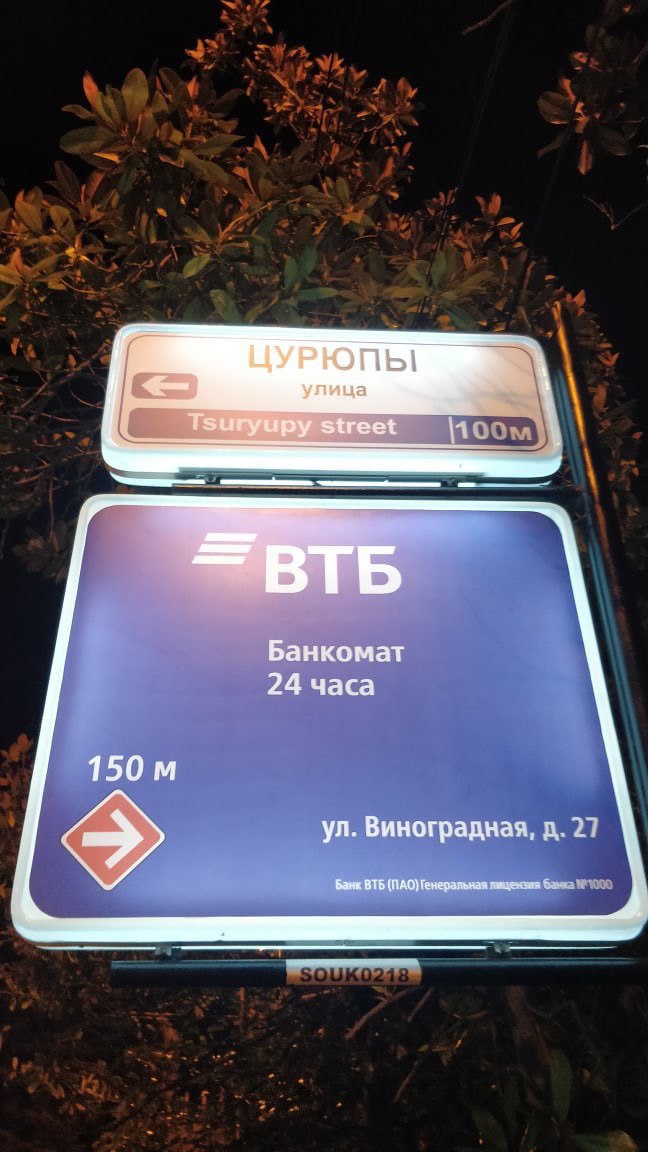 ЦУРЮПЫ
улица
Tsuryupy street 100м
ВТБ
Банкомат
24 часа
150 м
ул. Виноградная, д. 27
Банк ВТБ (ПАО) Генеральная лицензия банка №1000
SOUK0218